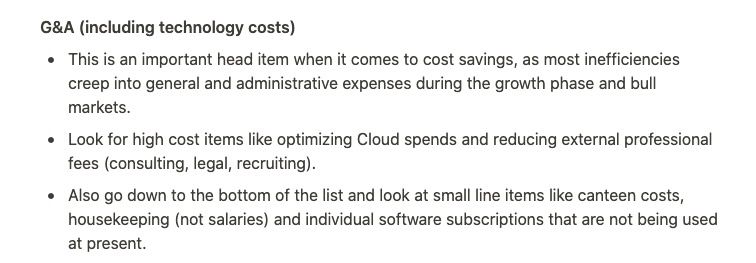 G&A (including technology costs)
• This is an important head item when it comes to cost savings, as most inefficiencies
creep into general and administrative expenses during the growth phase and bull
markets.
• Look for high cost items like optimizing Cloud spends and reducing external professional
fees (consulting, legal, recruiting).
• Also go down to the bottom of the list and look at small line items like canteen costs,
housekeeping (not salaries) and individual software subscriptions that are not being used
at present.